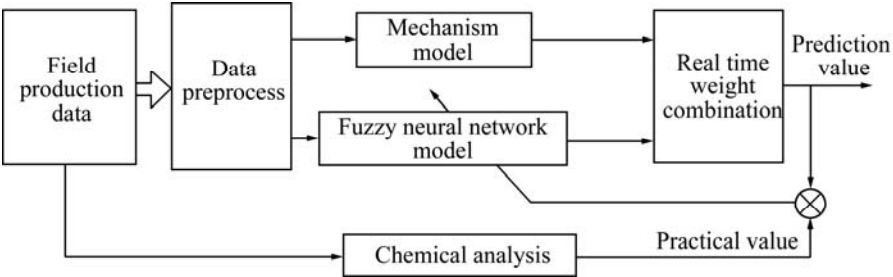 Field
production
data
Data
preprocess
Mechanism
model
Fuzzy neural network
model
Real time
weight
combination
Prediction
value
Chemical analysis
Practical value